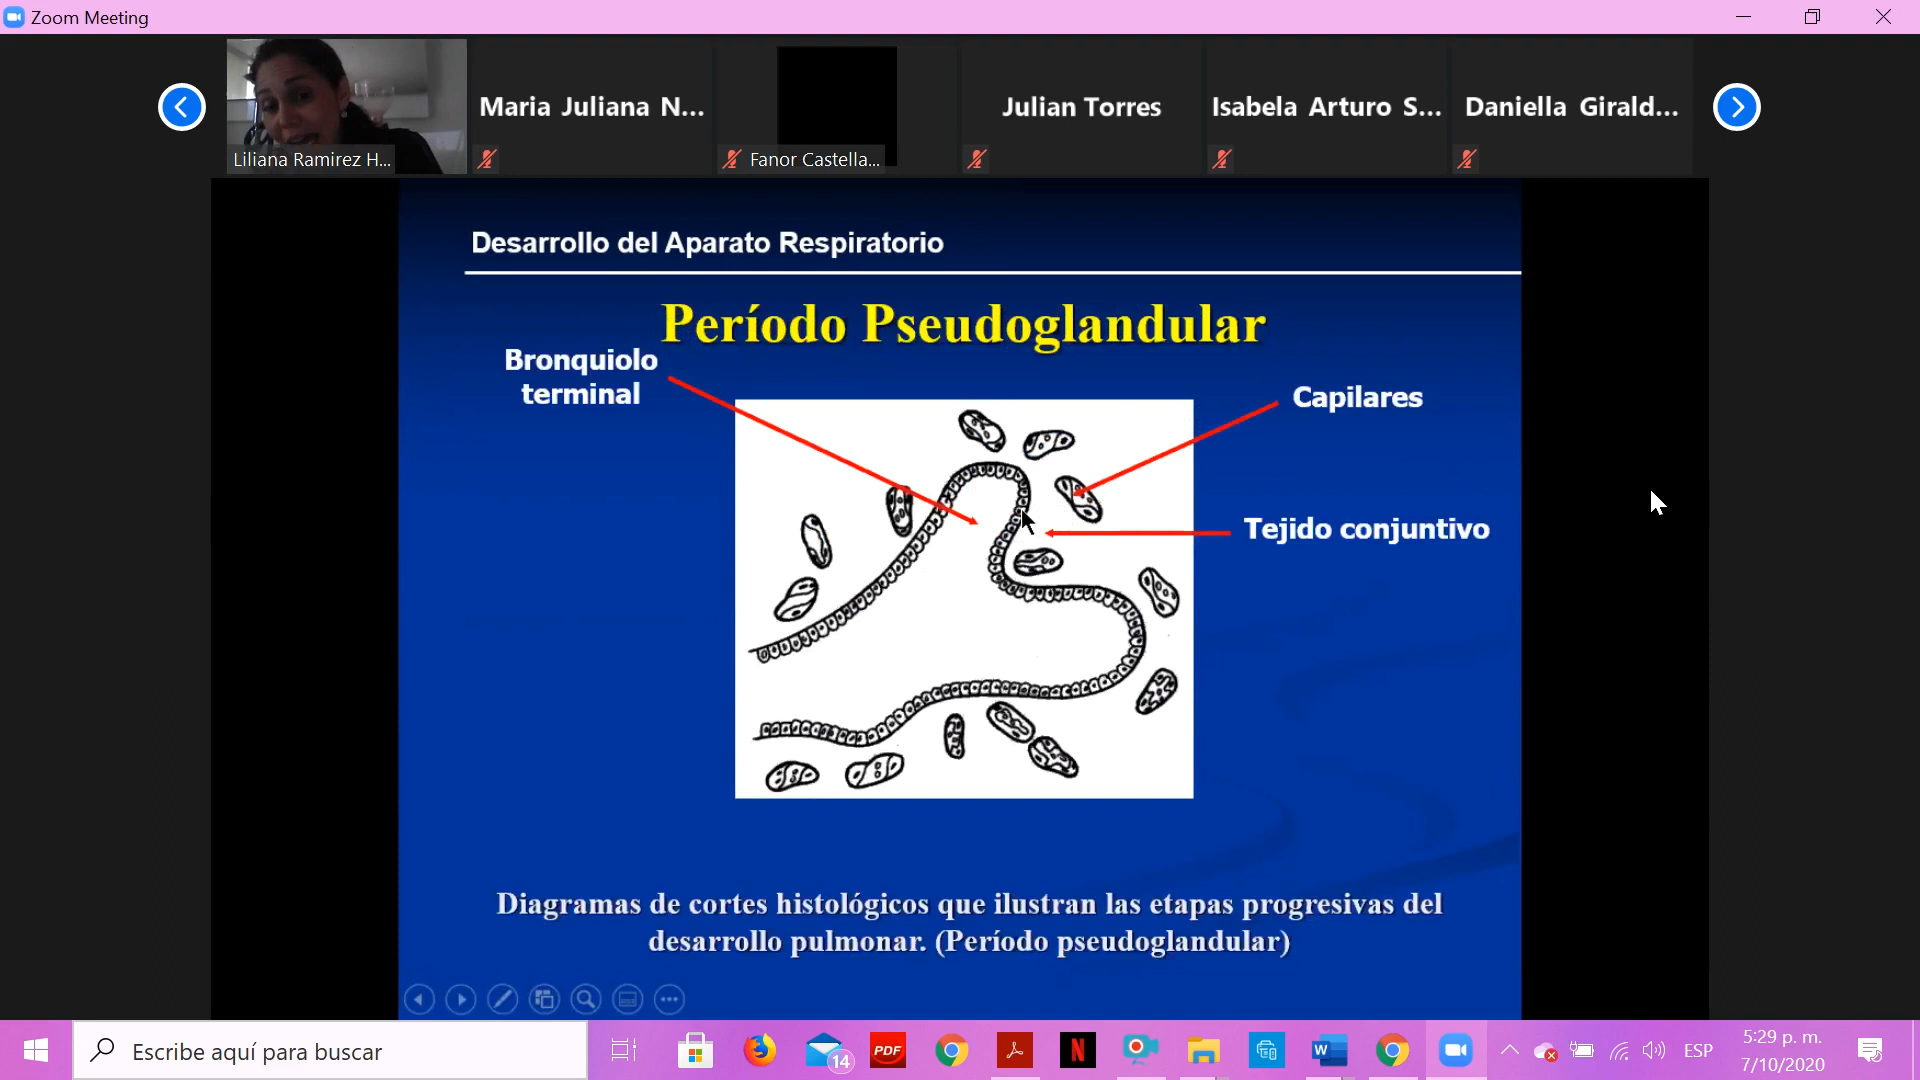 Zoom Meeting
Liliana Ramirez H...
Maria Juliana N...
Fanor Castella...
Julian Torres
Isabela Arturo S...
Daniella Girald...
Desarrollo del Aparato Respiratorio
Período Pseudoglandular
Bronquiolo
terminal
Capilares
Tejido conjuntivo
Diagramas de cortes histológicos que ilustran las etapas progresivas del
desarrollo pulmonar. (Período pseudoglandular)
Escribe aquí para buscar
14
PDF
N
W
ESP
5:29 p. m.
7/10/2020